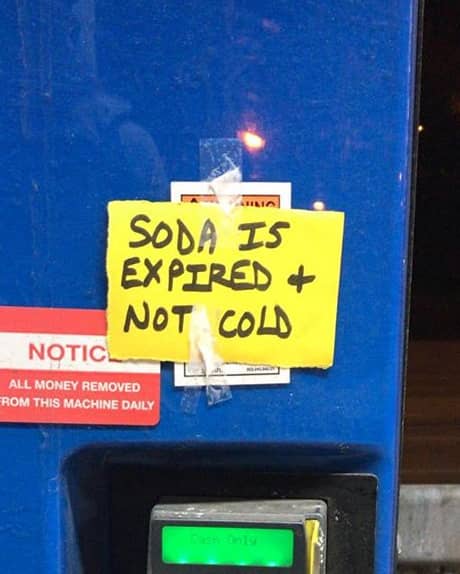 SODA IS
EXPIRED +
NOT COLD
NOTIC
ALL MONEY REMOVED
FROM THIS MACHINE DAILY
Cash Only